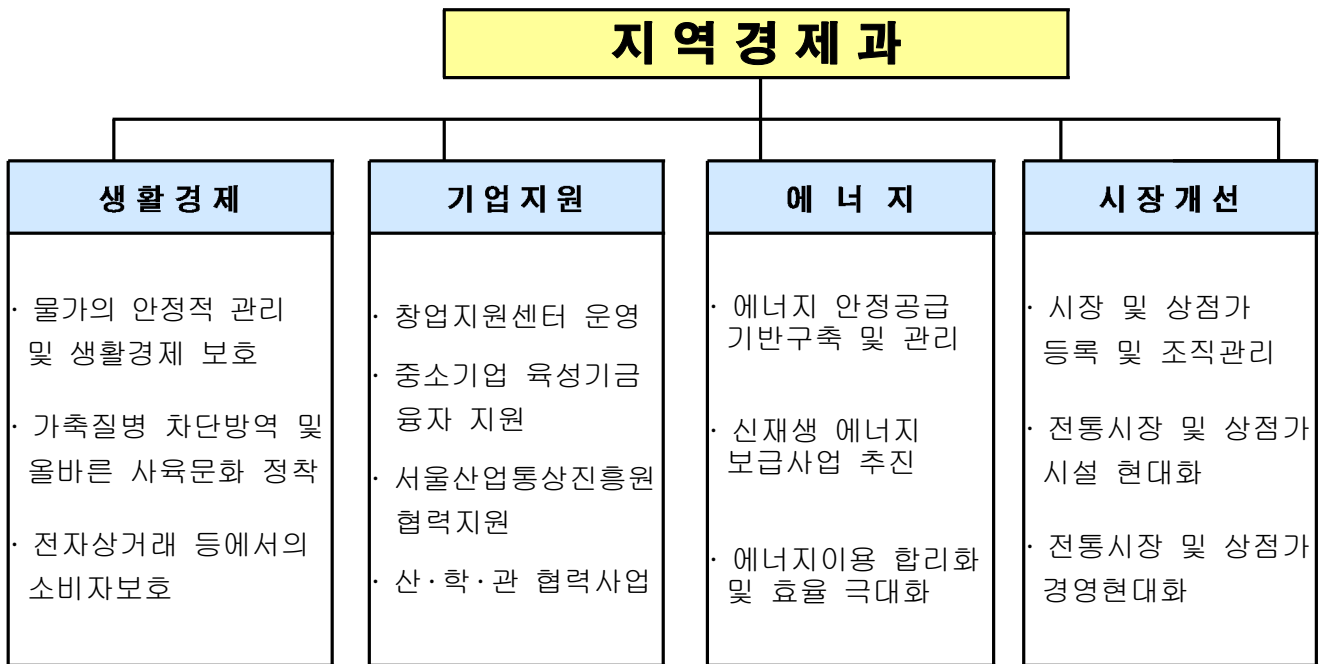 지역경제과
생활경제
· 물가의 안정적 관리
및 생활경제 보호
· 가축질병 차단방역 및
올바른 사육문화 정착
· 전자상거래 등에서의
소비자보호
기업지원
· 창업지원센터 운영
· 중소기업 육성기금
융자 지원
· 서울산업통상진흥원
협력지원
· 산·학·관 협력사업
에 너 지
· 에너지 안정공급
기반구축 및 관리
· 신재생 에너지
보급사업 추진
· 에너지이용 합리화
및 효율 극대화
시장개선
· 시장 및 상점가
등록 및 조직관리
· 전통시장 및 상점가
시설 현대화
· 전통시장 및 상점가
경영현대화